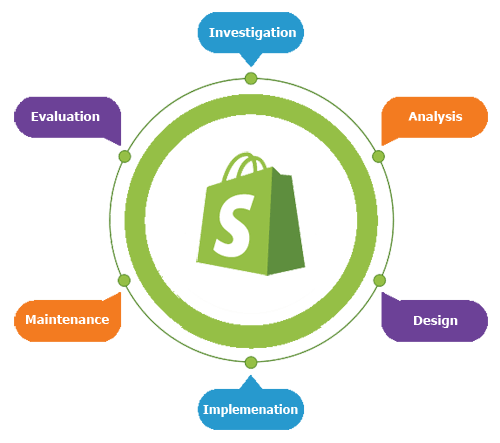 Investigation
Evaluation
Analysis
S
Maintenance
Design
Implemenation